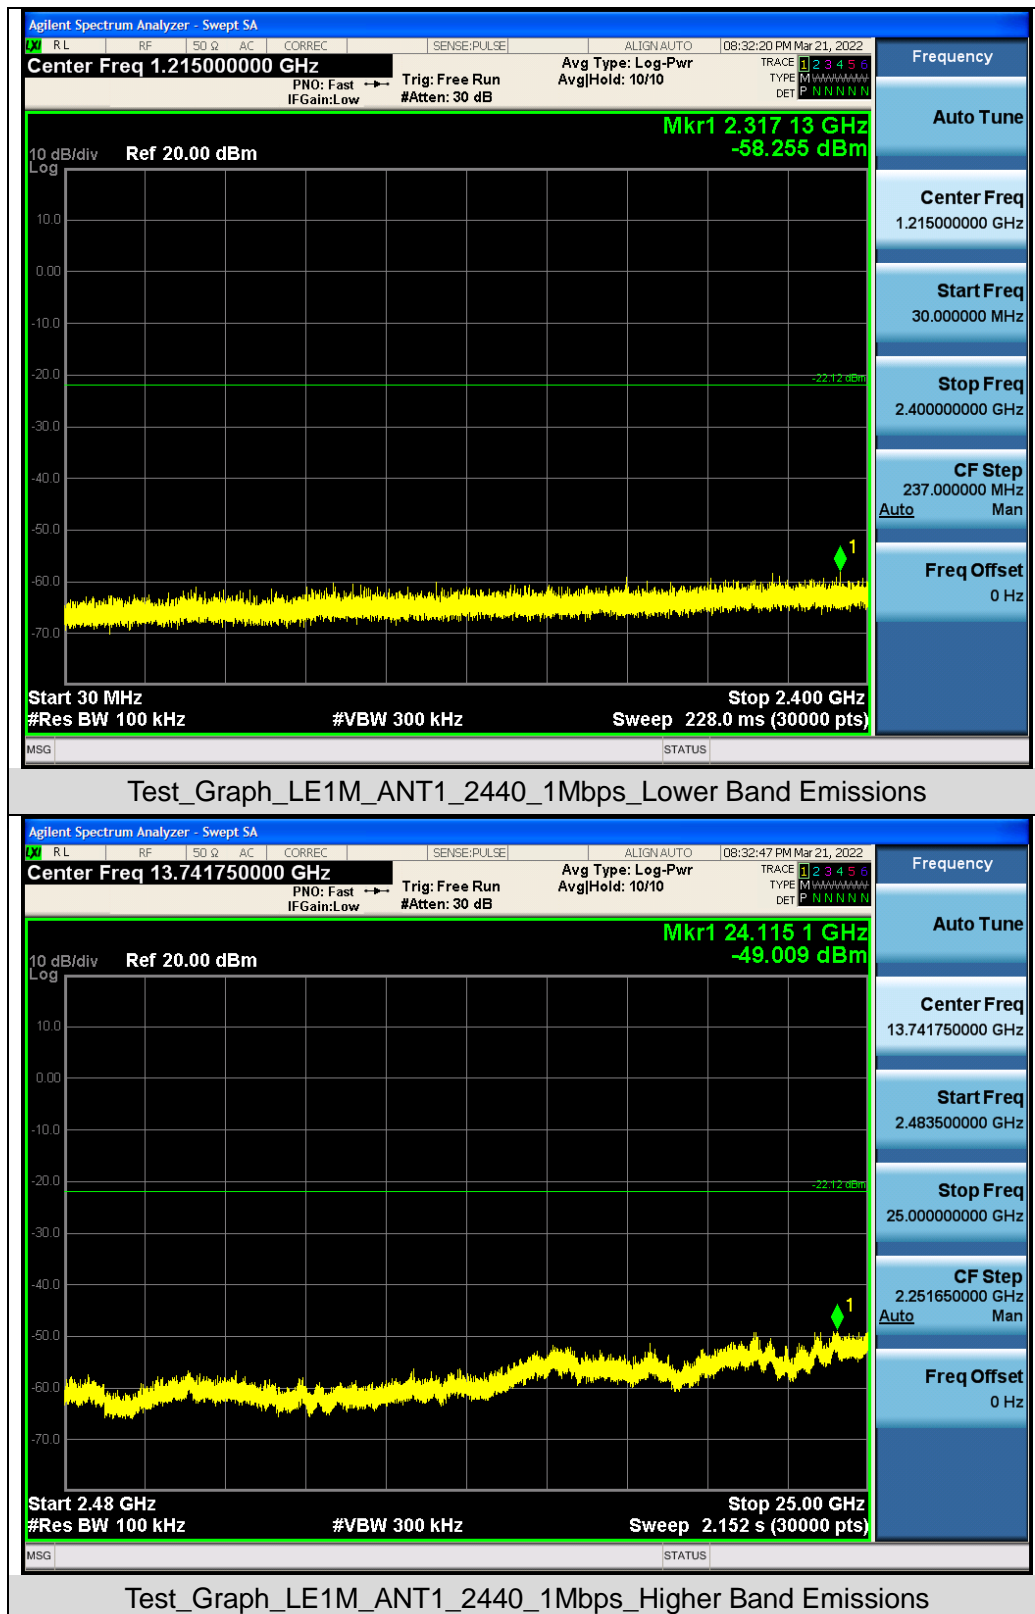 Agilent Spectrum Analyzer - Swept SA
LXI RL RF 50 Ω AC CORREC SENSE:PULSE ALIGN AUTO 08:32:20 PM Mar 21, 2022
Center Freq 1.215000000 GHz
PNO: Fast
IFGain:Low
Trig: Free Run
#Atten: 30 dB
Avg Type: Log-Pwr
Avg|Hold: 10/10
TRACE 1 2 3 4 5 6
TYPE M WWWWW
DET P N N N N N
Frequency
Auto Tune
Mkr1 2.317 13 GHz
-58.255 dBm
10 dB/div Ref 20.00 dBm
Log
10.0
0.00
-10.0
-20.0
-22.12 dBm
-30.0
-40.0
-50.0
1
-60.0
-70.0
Start 30 MHz Stop 2.400 GHz
#Res BW 100 kHz #VBW 300 kHz Sweep 228.0 ms (30000 pts)
Center Freq
1.215000000 GHz
Start Freq
30.000000 MHz
Stop Freq
2.400000000 GHz
CF Step
237.000000 MHz
Auto Man
Freq Offset
0 Hz
MSG STATUS
Test_Graph_LE1M_ANT1_2440_1Mbps_Lower Band Emissions
Agilent Spectrum Analyzer - Swept SA
LXI RL RF 50 Ω AC CORREC SENSE:PULSE ALIGN AUTO 08:32:47 PM Mar 21, 2022
Center Freq 13.741750000 GHz
PNO: Fast
IFGain:Low
Trig: Free Run
#Atten: 30 dB
Avg Type: Log-Pwr
Avg|Hold: 10/10
TRACE 1 2 3 4 5 6
TYPE M WWWWW
DET P N N N N N
Frequency
Auto Tune
Mkr1 24.115 1 GHz
-49.009 dBm
10 dB/div Ref 20.00 dBm
Log
10.0
0.00
-10.0
-20.0
-22.12 dBm
-30.0
-40.0
1
-50.0
-60.0
-70.0
Start 2.48 GHz Stop 25.00 GHz
#Res BW 100 kHz #VBW 300 kHz Sweep 2.152 s (30000 pts)
Center Freq
13.741750000 GHz
Start Freq
2.483500000 GHz
Stop Freq
25.000000000 GHz
CF Step
2.251650000 GHz
Auto Man
Freq Offset
0 Hz
MSG STATUS
Test_Graph_LE1M_ANT1_2440_1Mbps_Higher Band Emissions